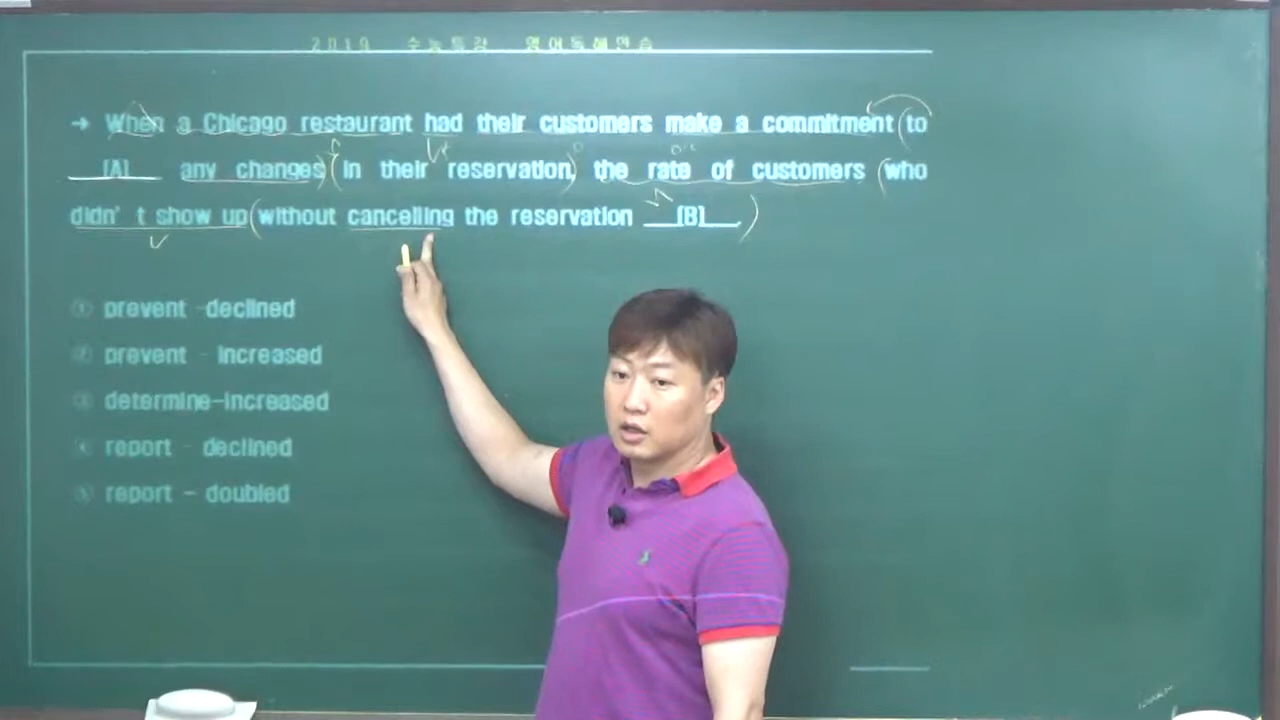 2019 수능특강 영어독해연습
→ When a Chicago restaurant had their customers make a commitment to
[A] any changes in their reservation, the rate of customers who
didn't show up without cancelling the reservation [B].
① prevent - declined
② prevent - increased
③ determine-increased
④ report - declined
⑤ report - doubled